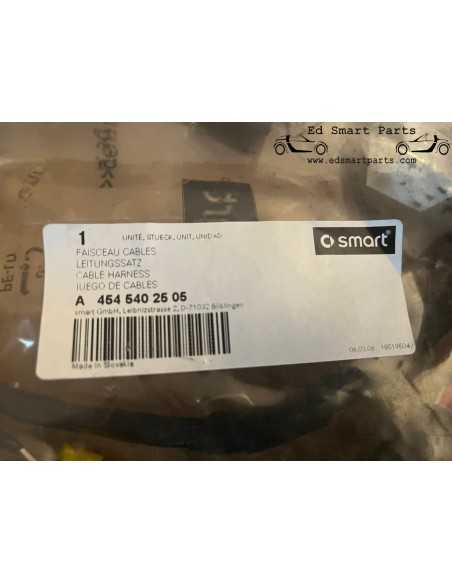 Ed Smart Parts
www.edsmartparts.com
1 UNITÉ, STUECK, UNIT, UNIDAD
FAISCEAU CABLES
LEITUNGSSATZ
CABLE HARNESS
JUEGO DE CABLES
A 454 540 25 05
smart GmbH, Leibnizstrasse 2, D-71032 Böblingen
Made in Slovakia
smart